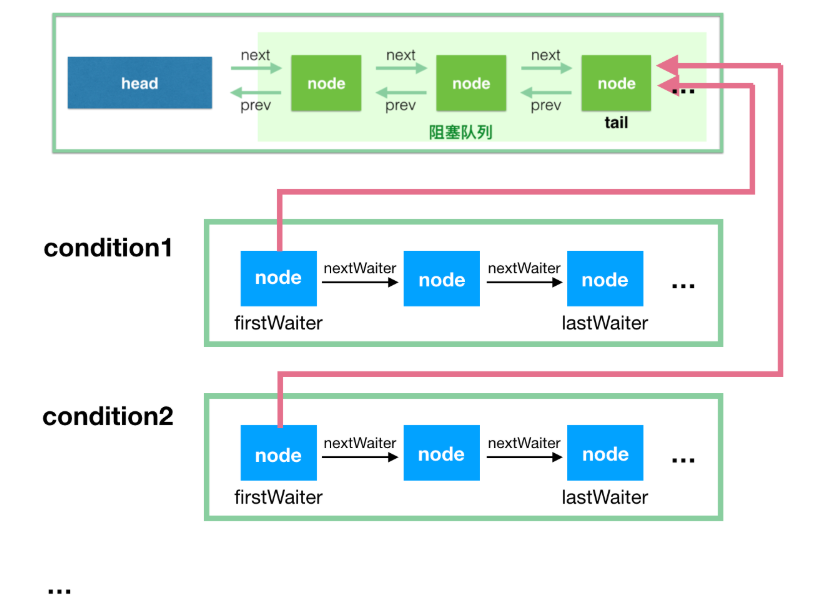 next next next
head node node node ...
prev prev prev
阻塞队列 tail
condition1
node nextWaiter node nextWaiter node ...
firstWaiter lastWaiter
condition2
node nextWaiter node nextWaiter node ...
firstWaiter lastWaiter
...